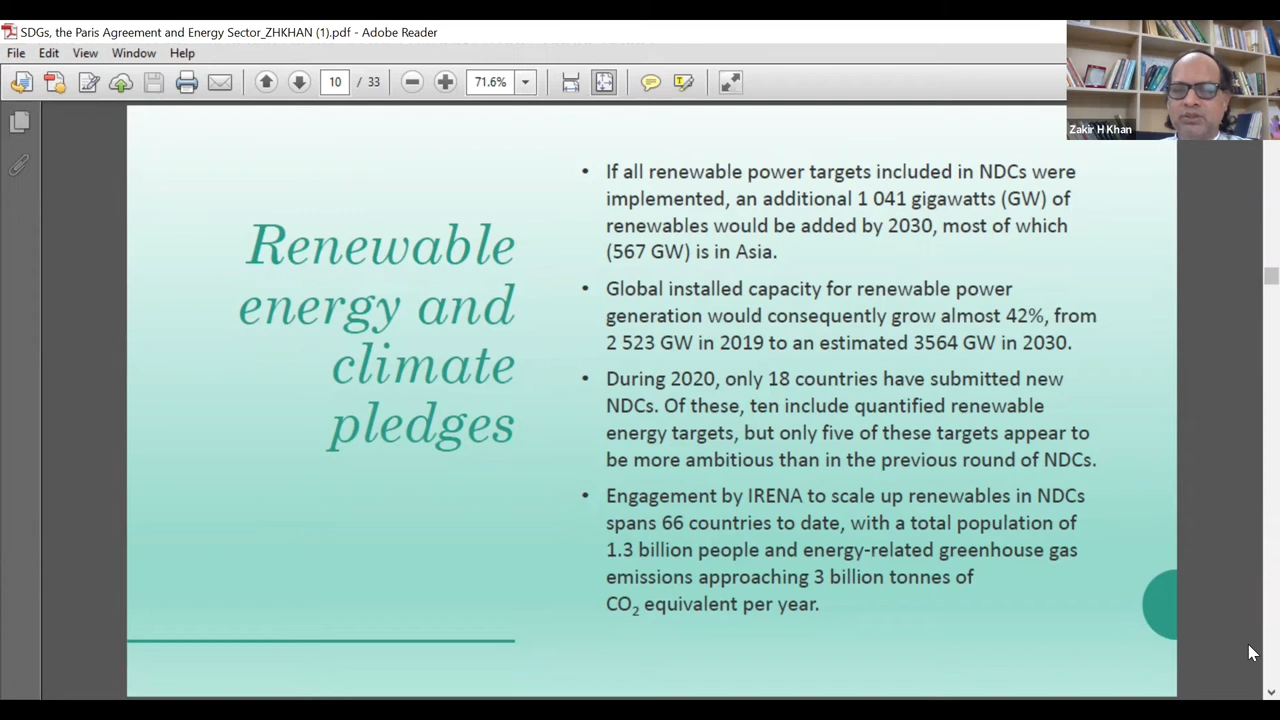 SDGs, the Paris Agreement and Energy Sector_ZHKHAN (1).pdf - Adobe Reader
File Edit View Window Help
10 / 33 71.6%
Zakir H Khan
Renewable
energy and
climate
pledges
• If all renewable power targets included in NDCs were
implemented, an additional 1 041 gigawatts (GW) of
renewables would be added by 2030, most of which
(567 GW) is in Asia.
• Global installed capacity for renewable power
generation would consequently grow almost 42%, from
2 523 GW in 2019 to an estimated 3564 GW in 2030.
• During 2020, only 18 countries have submitted new
NDCs. Of these, ten include quantified renewable
energy targets, but only five of these targets appear to
be more ambitious than in the previous round of NDCs.
• Engagement by IRENA to scale up renewables in NDCs
spans 66 countries to date, with a total population of
1.3 billion people and energy-related greenhouse gas
emissions approaching 3 billion tonnes of
CO₂ equivalent per year.